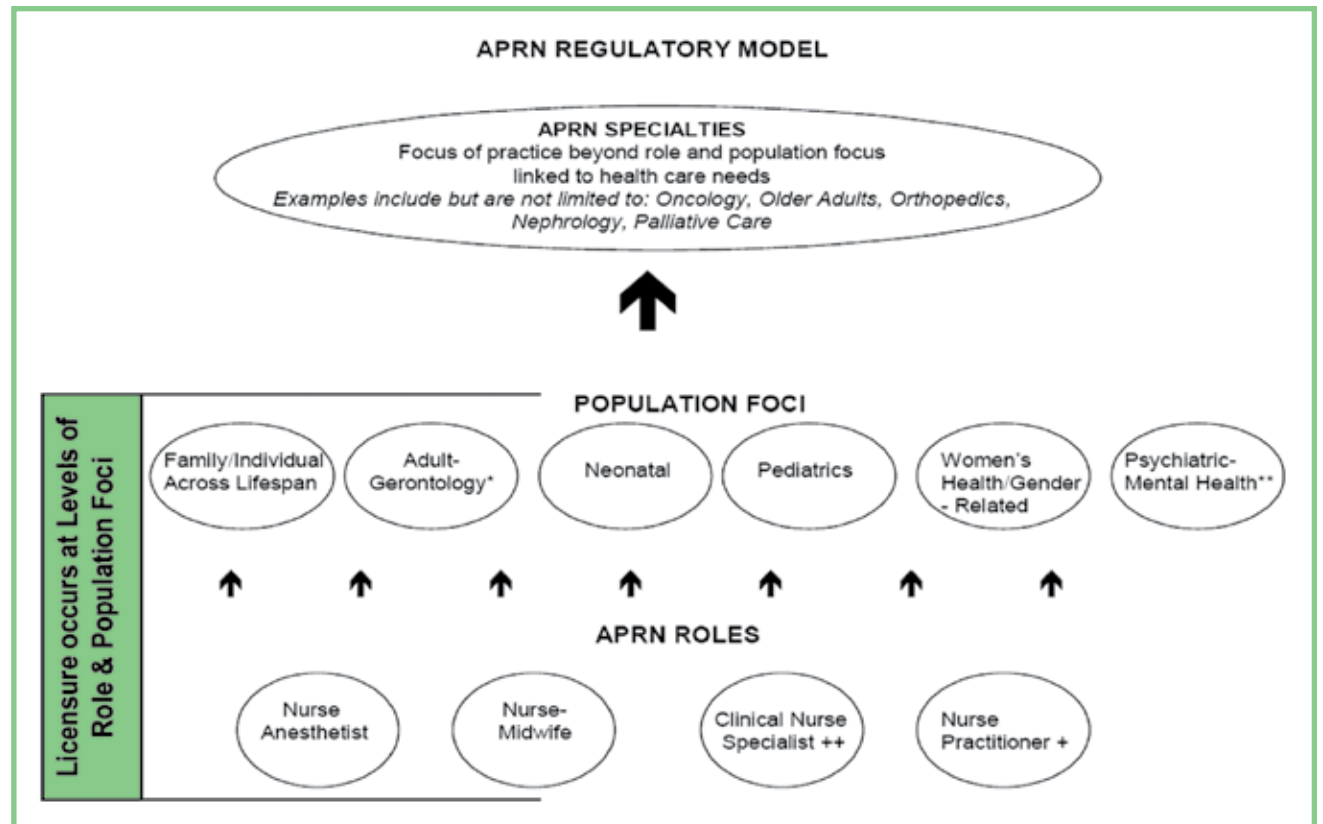 APRN REGULATORY MODEL
APRN SPECIALTIES
Focus of practice beyond role and population focus
linked to health care needs
Examples include but are not limited to: Oncology, Older Adults, Orthopedics,
Nephrology, Palliative Care
Licensure occurs at Levels of
Role & Population Foci
POPULATION FOCI
Family/Individual
Across Lifespan
Adult-
Gerontology*
Neonatal
Pediatrics
Women's
Health/Gender
- Related
Psychiatric-
Mental Health**
APRN ROLES
Nurse
Anesthetist
Nurse-
Midwife
Clinical Nurse
Specialist ++
Nurse
Practitioner +